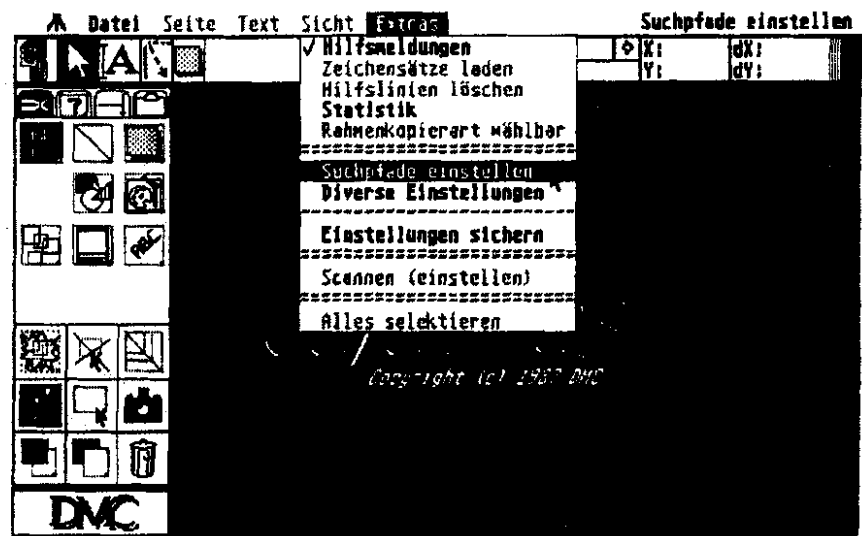 Datei Seite Text Sicht Extras Suchpfade einstellen
X: dX:
Y: dY:
A
?
ABC
✓ Hilfsmeldungen
Zeichensätze laden
Hilfslinien löschen
Statistik
Rahmenkopierart wählbar
Suchpfade einstellen
Diverse Einstellungen
Einstellungen sichern
Scannen (einstellen)
Alles selektieren
Copyright (c) 1987 DMC
DMC